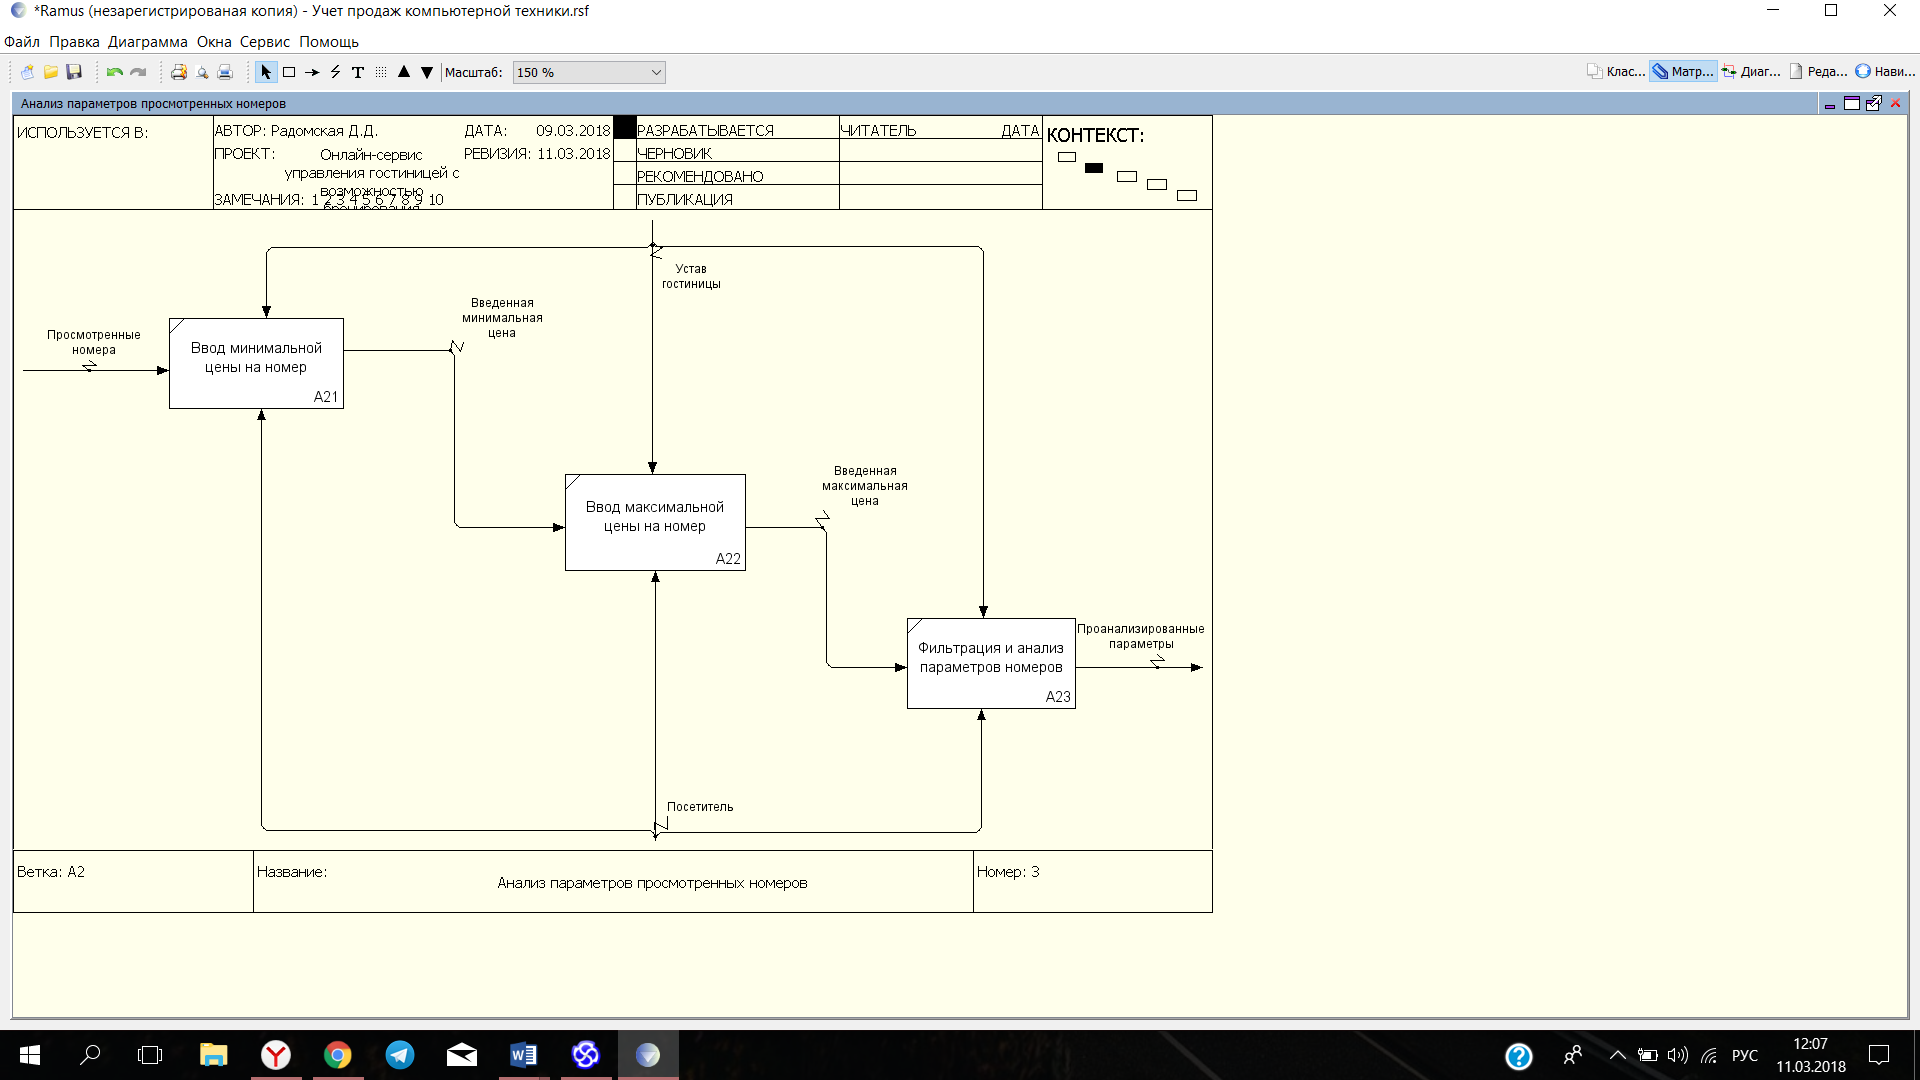 *Ramus (незарегистрированая копия) - Учет продаж компьютерной техники.rsf
Файл Правка Диаграмма Окна Сервис Помощь
Масштаб: 150 %
Клас... Матр... Диаг... Реда... Нави...
Анализ параметров просмотренных номеров
ИСПОЛЬЗУЕТСЯ В:
АВТОР: Радомская Д.Д.
ДАТА: 09.03.2018
ПРОЕКТ: Онлайн-сервис
управления гостиницей с
возможностью
бронирования
РЕВИЗИЯ: 11.03.2018
ЗАМЕЧАНИЯ: 1 2 3 4 5 6 7 8 9 10
РАЗРАБАТЫВАЕТСЯ
ЧЕРНОВИК
РЕКОМЕНДОВАНО
ПУБЛИКАЦИЯ
ЧИТАТЕЛЬ ДАТА
КОНТЕКСТ:
Устав
гостиницы
Введенная
минимальная
цена
Просмотренные
номера
Ввод минимальной
цены на номер
A21
Введенная
максимальная
цена
Ввод максимальной
цены на номер
A22
Проанализированные
параметры
Фильтрация и анализ
параметров номеров
A23
Посетитель
Ветка: A2
Название:
Анализ параметров просмотренных номеров
Номер: 3
РУС
12:07
11.03.2018